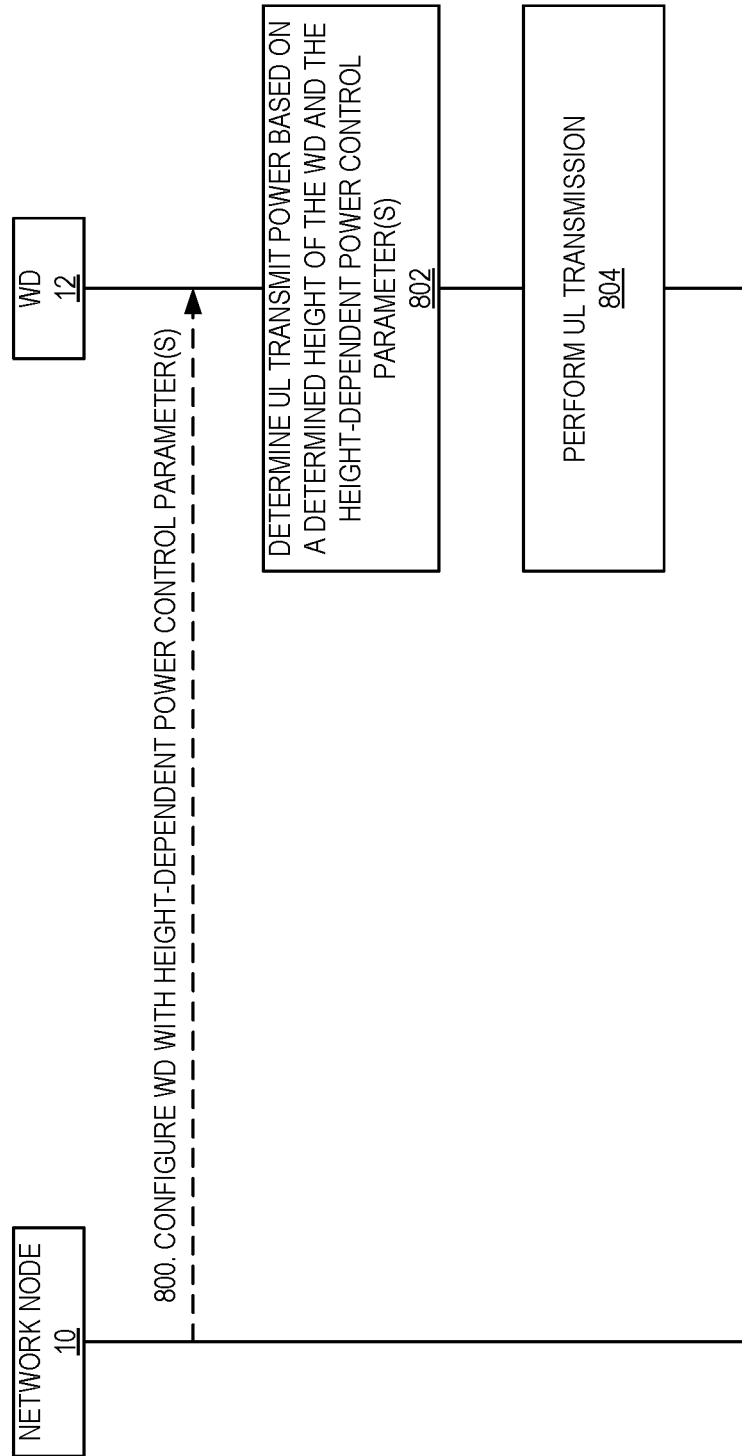 NETWORK NODE
10
WD
12
800. CONFIGURE WD WITH HEIGHT-DEPENDENT POWER CONTROL PARAMETER(S)
DETERMINE UL TRANSMIT POWER BASED ON
A DETERMINED HEIGHT OF THE WD AND THE
HEIGHT-DEPENDENT POWER CONTROL
PARAMETER(S)
802
PERFORM UL TRANSMISSION
804